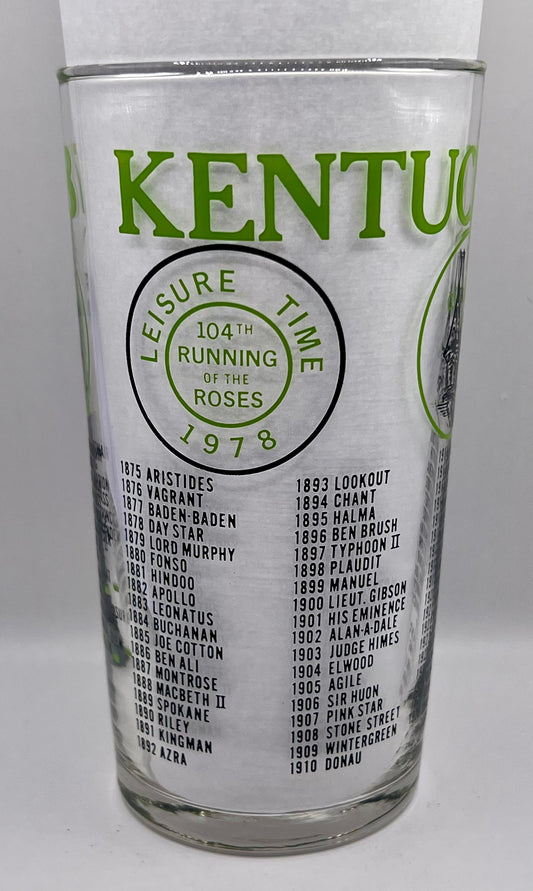 KENTUC
LEISURE TIME
104TH
RUNNING
OF THE
ROSES
1978
1875 ARISTIDES
1876 VAGRANT
1877 BADEN-BADEN
1878 DAY STAR
1879 LORD MURPHY
1880 FONSO
1881 HINDOO
1882 APOLLO
1883 LEONATUS
1884 BUCHANAN
1885 JOE COTTON
1886 BEN ALI
1887 MONTROSE
1888 MACBETH II
1889 SPOKANE
1890 RILEY
1891 KINGMAN
1892 AZRA
1893 LOOKOUT
1894 CHANT
1895 HALMA
1896 BEN BRUSH
1897 TYPHOON II
1898 PLAUDIT
1899 MANUEL
1900 LIEUT. GIBSON
1901 HIS EMINENCE
1902 ALAN-A-DALE
1903 JUDGE HIMES
1904 ELWOOD
1905 AGILE
1906 SIR HUON
1907 PINK STAR
1908 STONE STREET
1909 WINTERGREEN
1910 DONAU